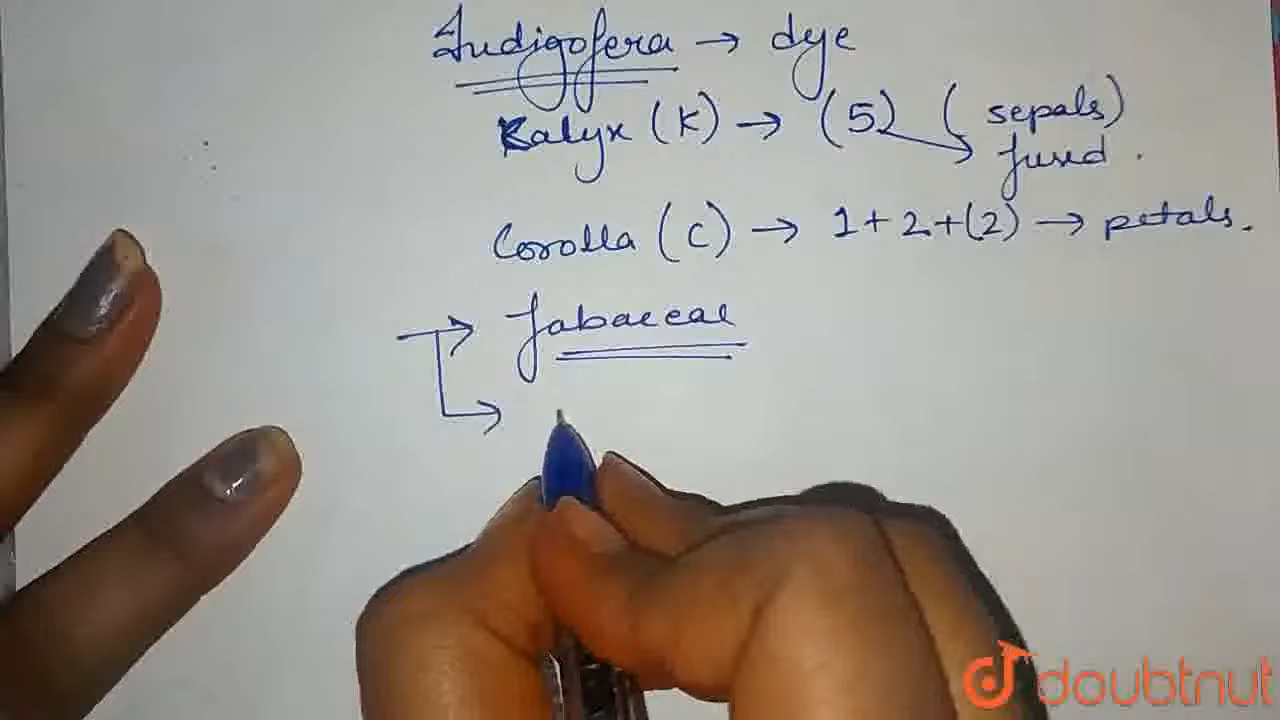 Indigofera → dye
Kalyx (K) → (5) (sepals)
fused.
Corolla (C) → 1+2+(2) → petals.
→ fabaceae
doubtnut